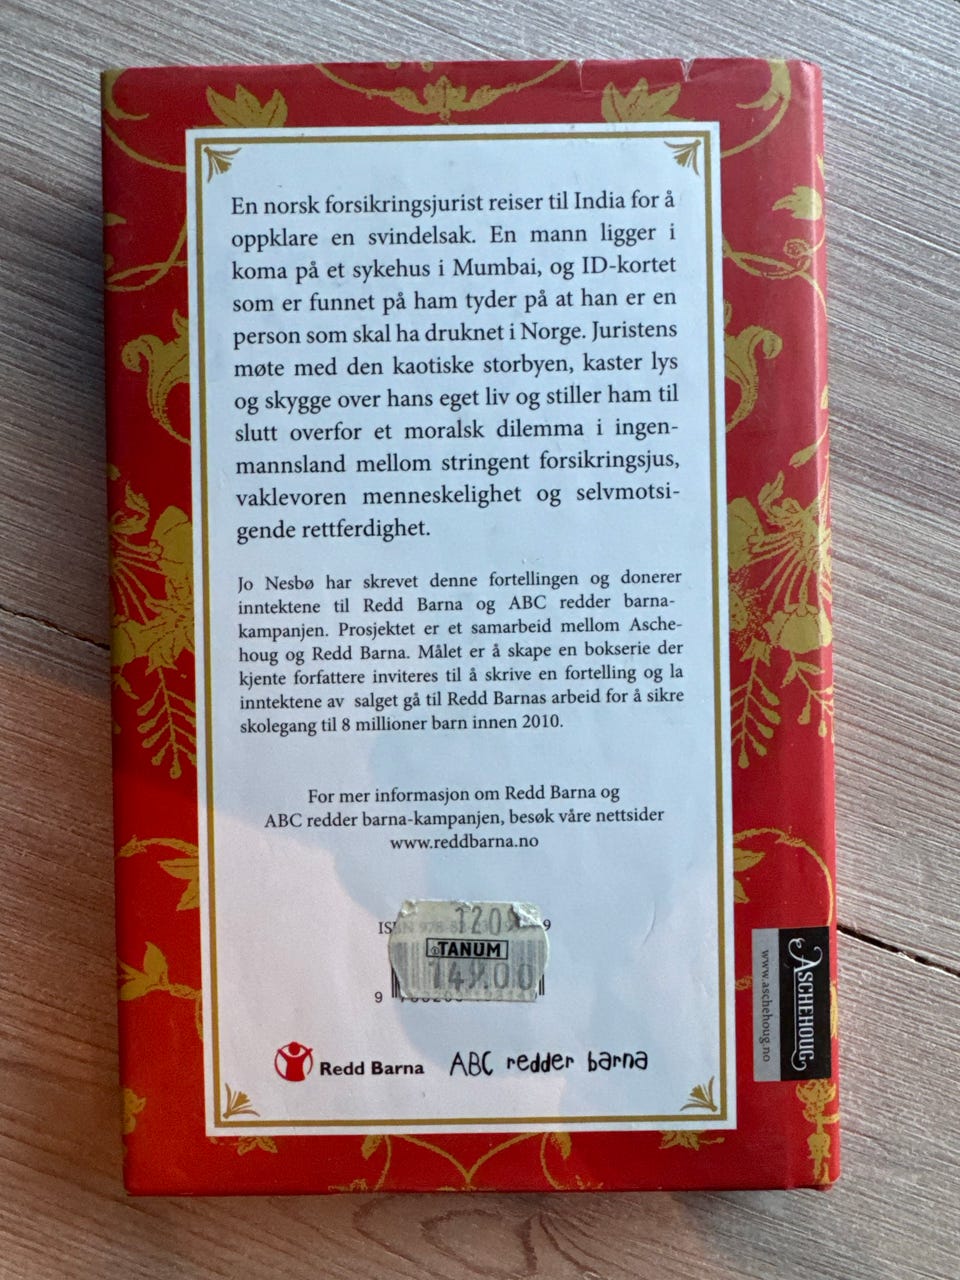 En norsk forsikringsjurist reiser til India for å
oppklare en svindelsak. En mann ligger i
koma på et sykehus i Mumbai, og ID-kortet
som er funnet på ham tyder på at han er en
person som skal ha druknet i Norge. Juristens
møte med den kaotiske storbyen, kaster lys
og skygge over hans eget liv og stiller ham til
slutt overfor et moralsk dilemma i ingen-
mannsland mellom stringent forsikringsjus,
vaklevoren menneskelighet og selvmotsi-
gende rettferdighet.
Jo Nesbø har skrevet denne fortellingen og donerer
inntektene til Redd Barna og ABC redder barna-
kampanjen. Prosjektet er et samarbeid mellom Asche-
houg og Redd Barna. Målet er å skape en bokserie der
kjente forfattere inviteres til å skrive en fortelling og la
inntektene av salget gå til Redd Barnas arbeid for å sikre
skolegang til 8 millioner barn innen 2010.
For mer informasjon om Redd Barna og
ABC redder barna-kampanjen, besøk våre nettsider
www.reddbarna.no
TANUM
9
Redd Barna
ABC redder barna
ASCHEHOUG
www.aschehoug.no